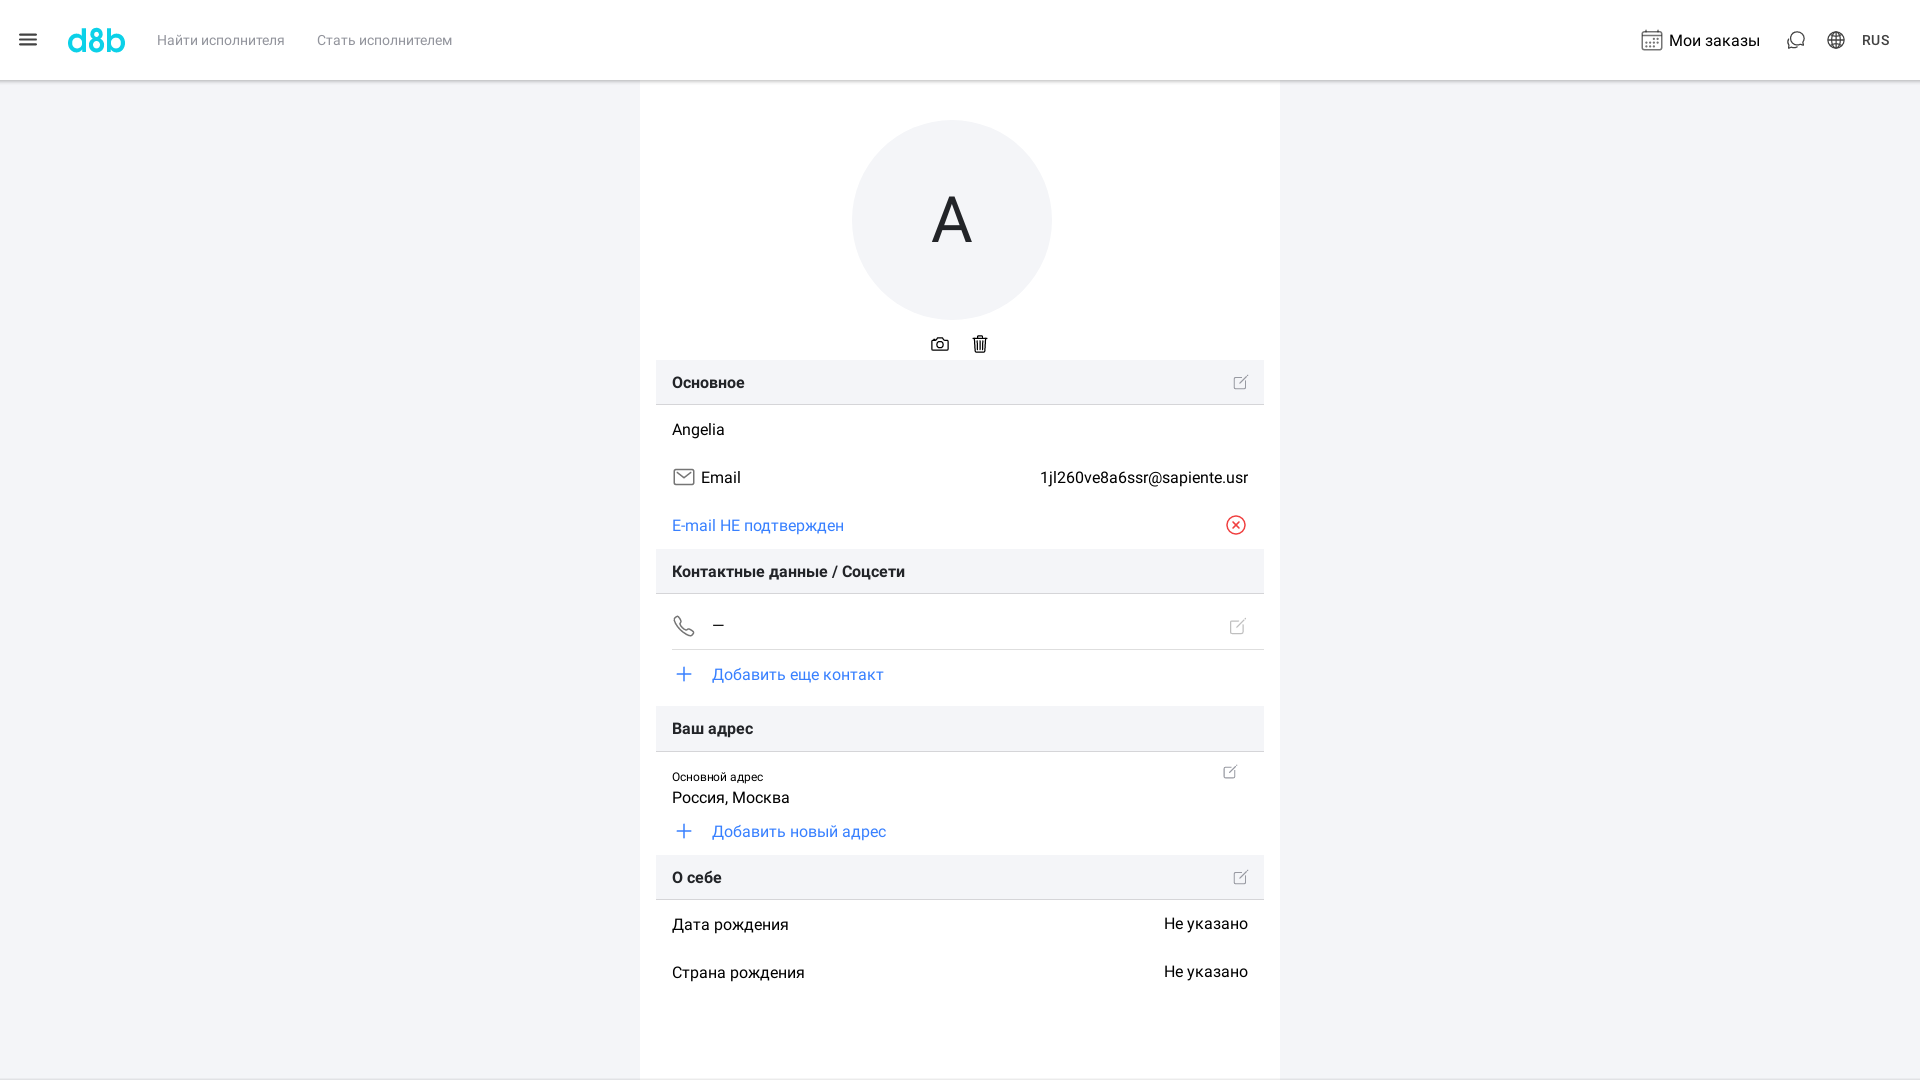 d8b
Найти исполнителя
Стать исполнителем
Мои заказы
RUS
A
Основное
Angelia
Email
1jl260ve8a6ssr@sapiente.usr
E-mail НЕ подтвержден
Контактные данные / Соцсети
—
Добавить еще контакт
Ваш адрес
Основной адрес
Россия, Москва
Добавить новый адрес
О себе
Дата рождения
Не указано
Страна рождения
Не указано